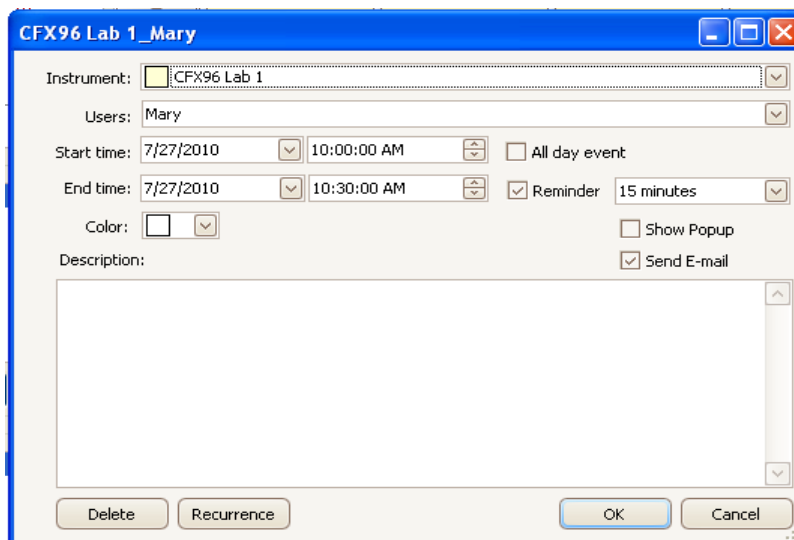 CFX96 Lab 1_Mary
Instrument: CFX96 Lab 1
Users: Mary
Start time: 7/27/2010 10:00:00 AM All day event
End time: 7/27/2010 10:30:00 AM Reminder 15 minutes
Color: Show Popup
Description: Send E-mail
Delete Recurrence OK Cancel